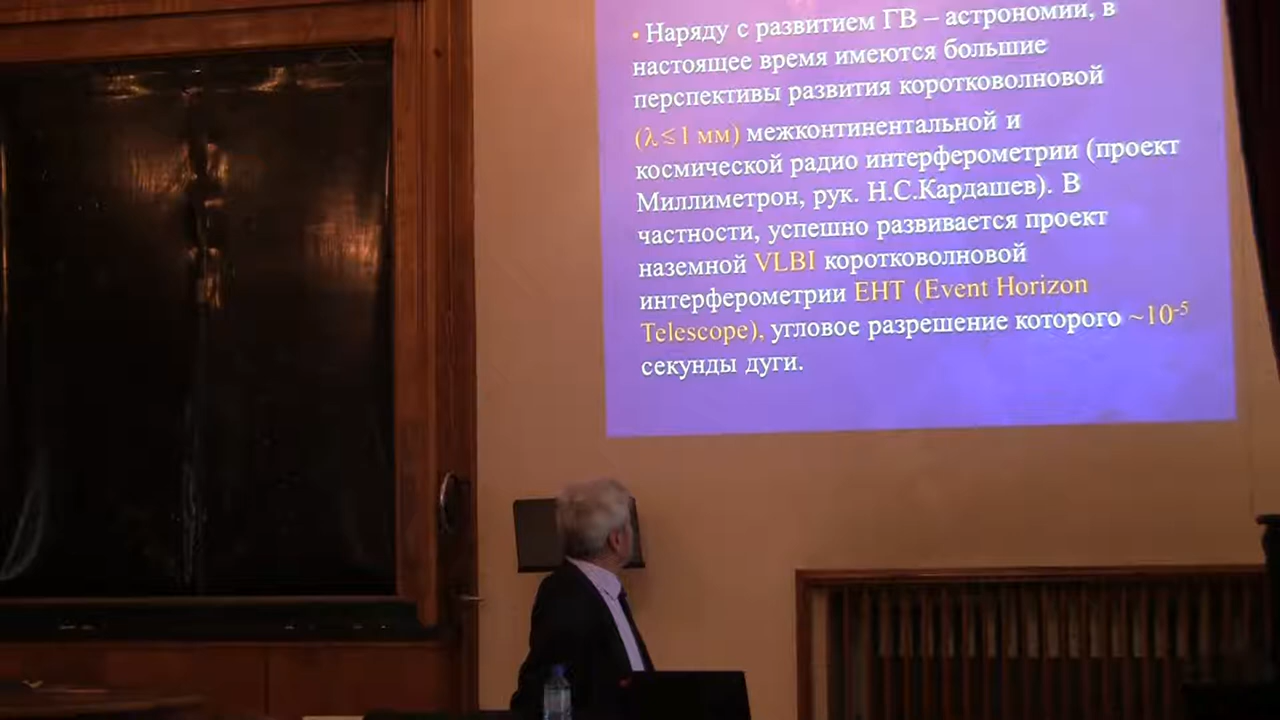 • Наряду с развитием ГВ – астрономии, в
настоящее время имеются большие
перспективы развития коротковолновой
(λ≤1 мм) межконтинентальной и
космической радио интерферометрии (проект
Миллиметрон, рук. Н.С.Кардашев). В
частности, успешно развивается проект
наземной VLBI коротковолновой
интерферометрии EHT (Event Horizon
Telescope), угловое разрешение которого ~10⁻⁵
секунды дуги.